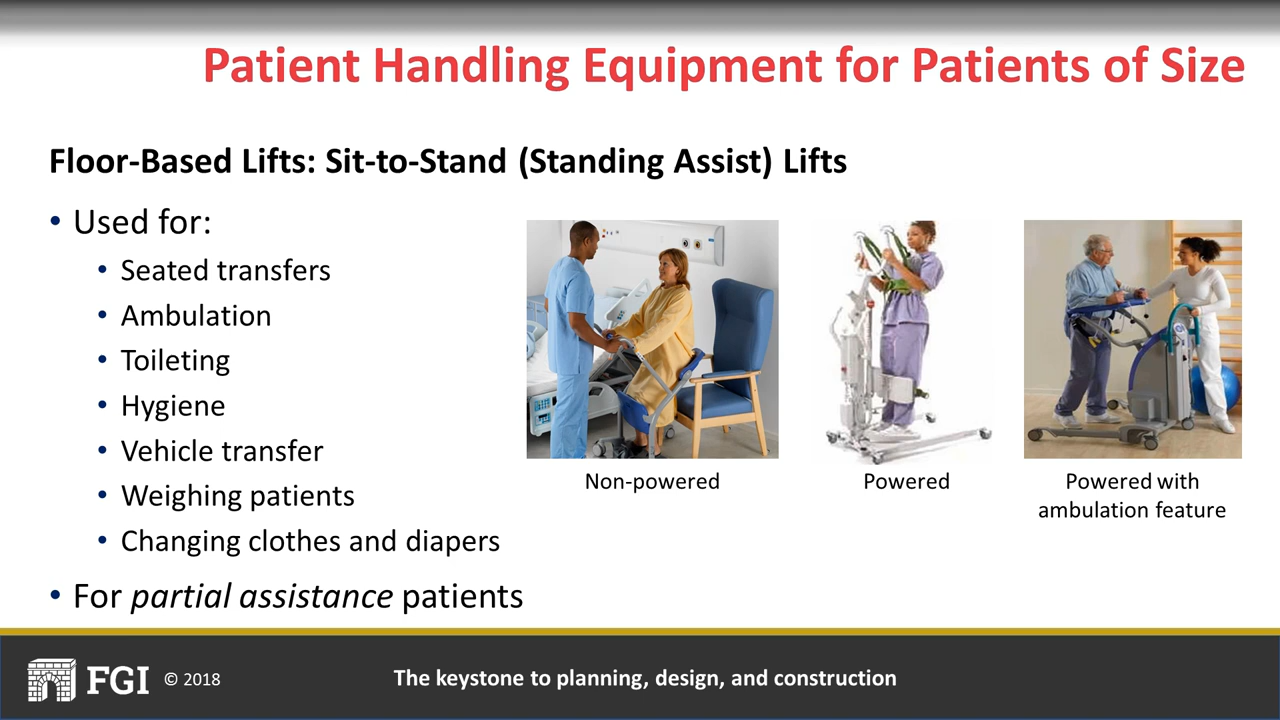 Patient Handling Equipment for Patients of Size
Floor-Based Lifts: Sit-to-Stand (Standing Assist) Lifts
• Used for:
• Seated transfers
• Ambulation
• Toileting
• Hygiene
• Vehicle transfer
• Weighing patients
• Changing clothes and diapers
• For partial assistance patients
Non-powered
Powered
Powered with
ambulation feature
FGI © 2018
The keystone to planning, design, and construction